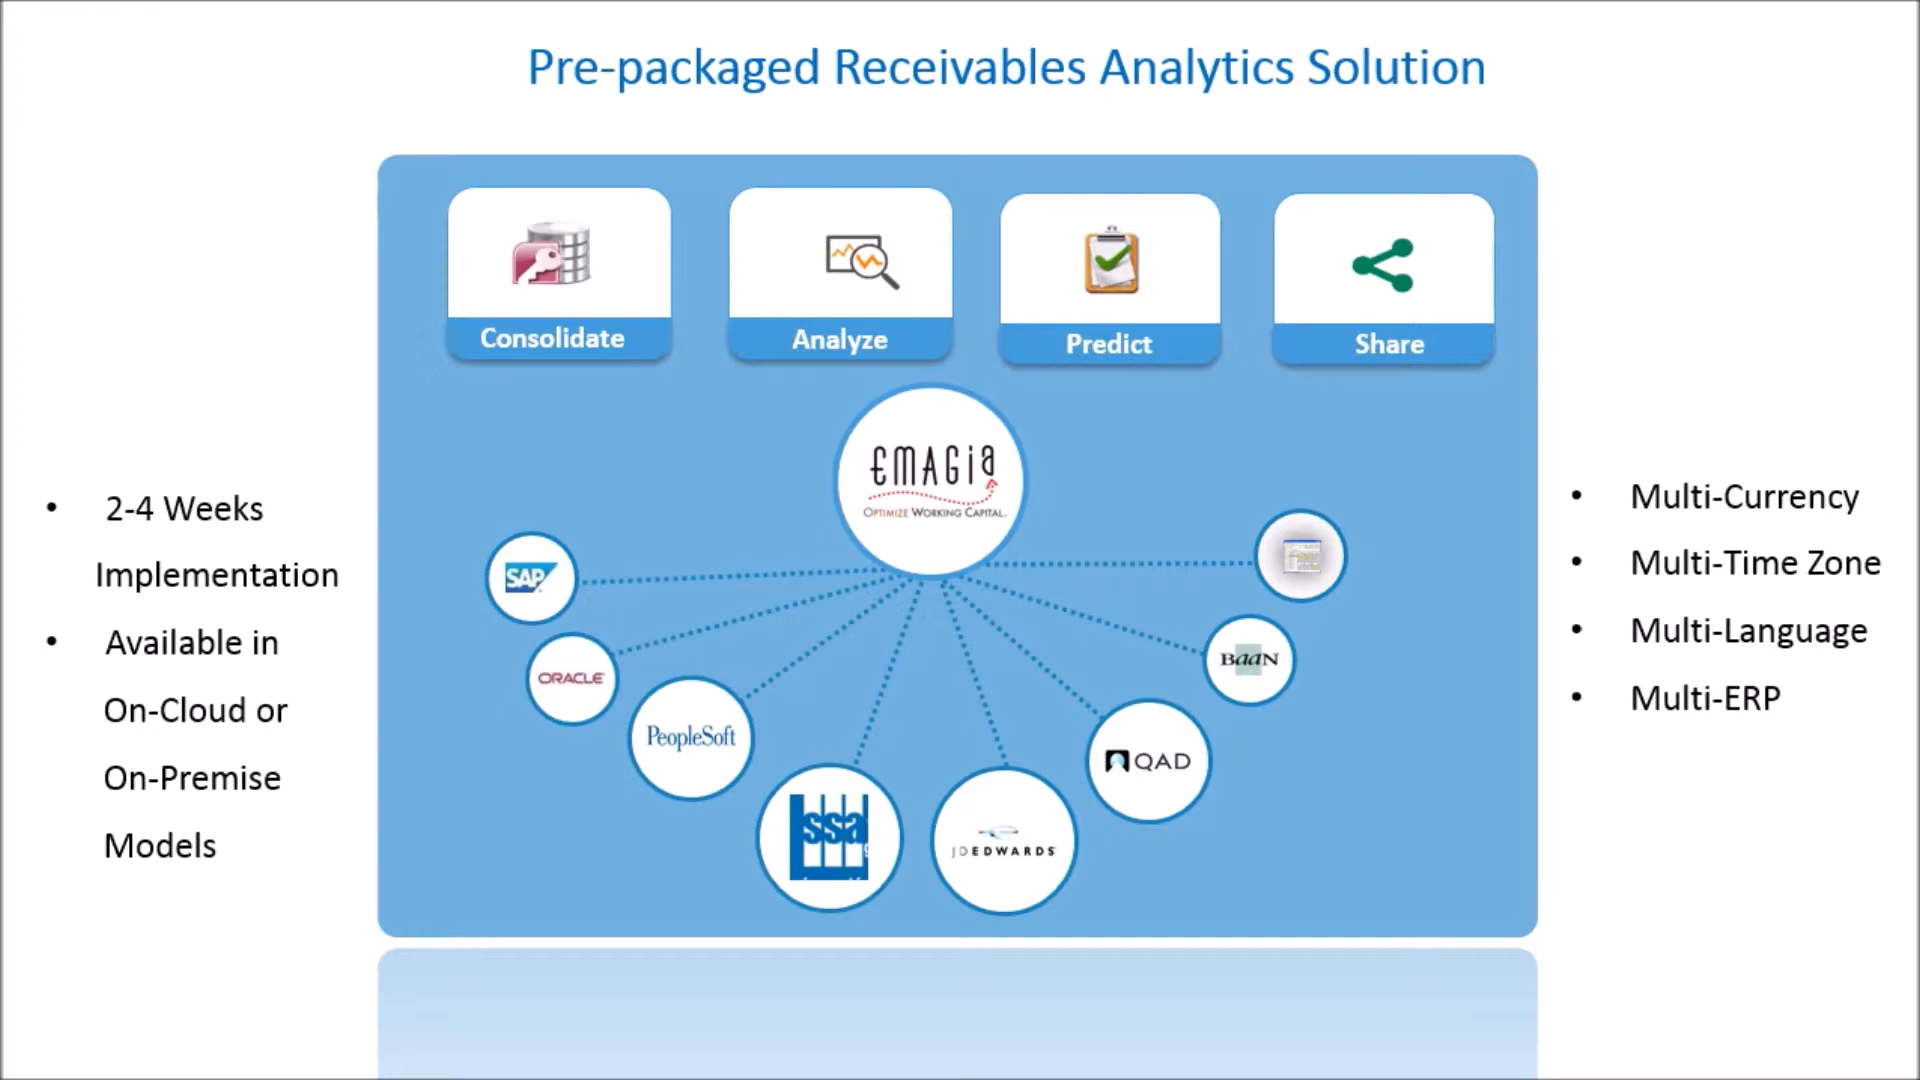 Pre-packaged Receivables Analytics Solution
Consolidate
Analyze
Predict
Share
EMAGia
OPTIMIZE WORKING CAPITAL.
• 2-4 Weeks
Implementation
• Available in
On-Cloud or
On-Premise
Models
SAP
ORACLE
PeopleSoft
ssa
JDEDWARDS
QAD
BaaN
• Multi-Currency
• Multi-Time Zone
• Multi-Language
• Multi-ERP